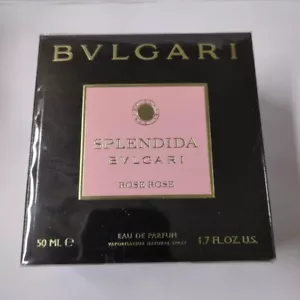 BVLGARI
SPLENDIDA
BVLGARI
ROSE ROSE
EAU DE PARFUM
VAPORISATEUR NATURAL SPRAY
50 ML ℮
1.7 FL.OZ. U.S.